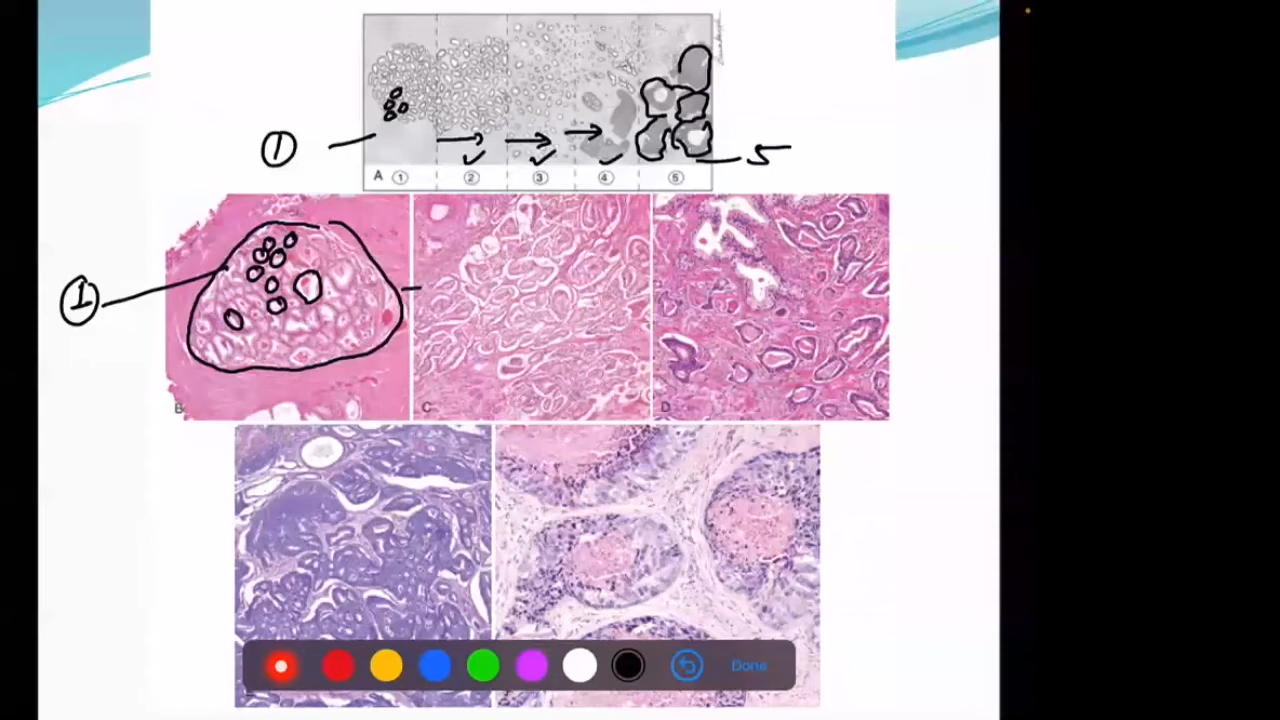 ①
5
A ① ② ③ ④ ⑤
①
B C D
Done